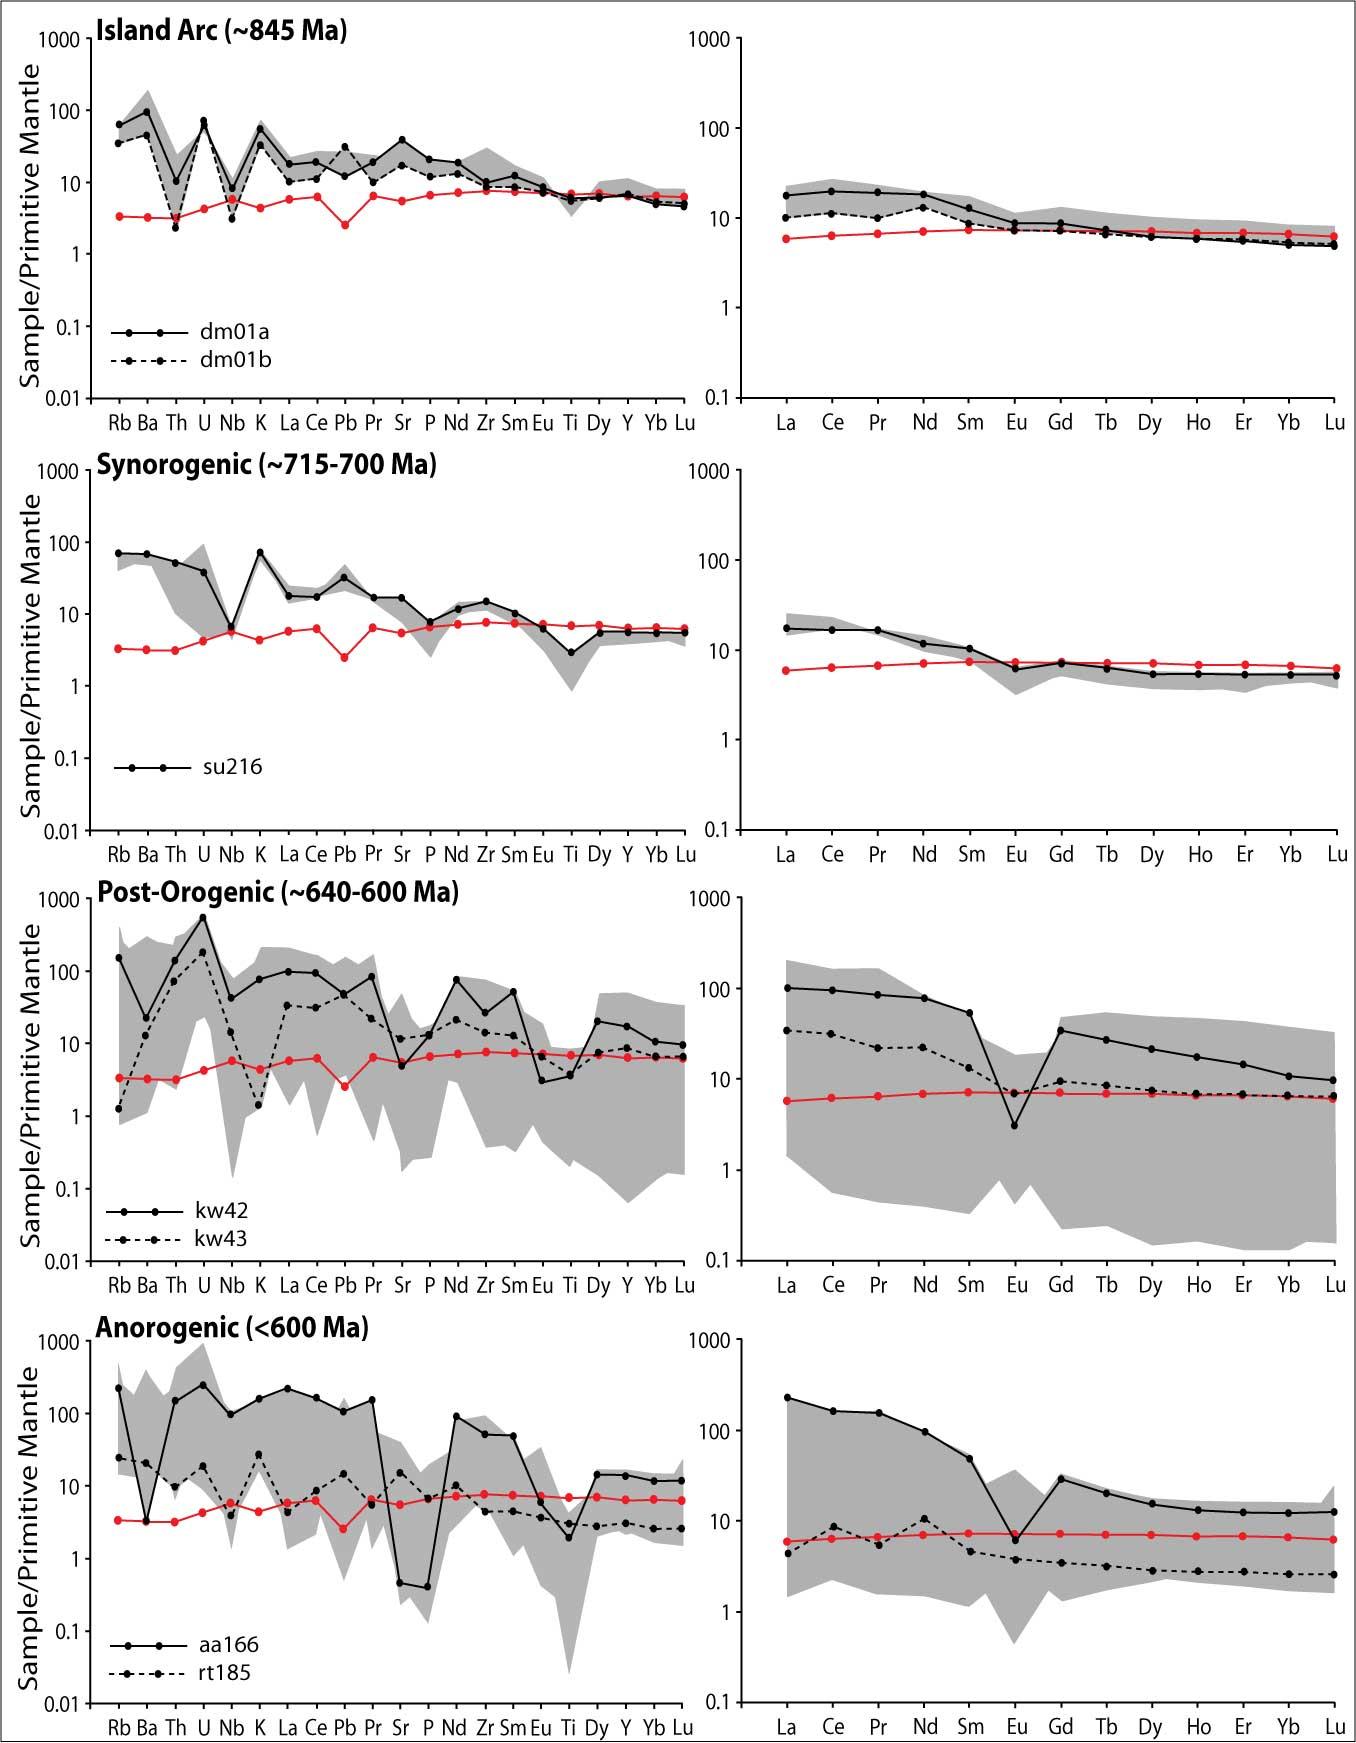 Island Arc (~845 Ma)
Sample/Primitive Mantle
1000
100
10
1
0.1
0.01
dm01a
dm01b
Rb Ba Th U Nb K La Ce Pb Pr Sr P Nd Zr Sm Eu Ti Dy Y Yb Lu
1000
100
10
1
0.1
La Ce Pr Nd Sm Eu Gd Tb Dy Ho Er Yb Lu
Synorogenic (~715-700 Ma)
Sample/Primitive Mantle
1000
100
10
1
0.1
0.01
su216
Rb Ba Th U Nb K La Ce Pb Pr Sr P Nd Zr Sm Eu Ti Dy Y Yb Lu
1000
100
10
1
0.1
La Ce Pr Nd Sm Eu Gd Tb Dy Ho Er Yb Lu
Post-Orogenic (~640-600 Ma)
Sample/Primitive Mantle
1000
100
10
1
0.1
0.01
kw42
kw43
Rb Ba Th U Nb K La Ce Pb Pr Sr P Nd Zr Sm Eu Ti Dy Y Yb Lu
1000
100
10
1
0.1
La Ce Pr Nd Sm Eu Gd Tb Dy Ho Er Yb Lu
Anorogenic (<600 Ma)
Sample/Primitive Mantle
1000
100
10
1
0.1
0.01
aa166
rt185
Rb Ba Th U Nb K La Ce Pb Pr Sr P Nd Zr Sm Eu Ti Dy Y Yb Lu
1000
100
10
1
0.1
La Ce Pr Nd Sm Eu Gd Tb Dy Ho Er Yb Lu